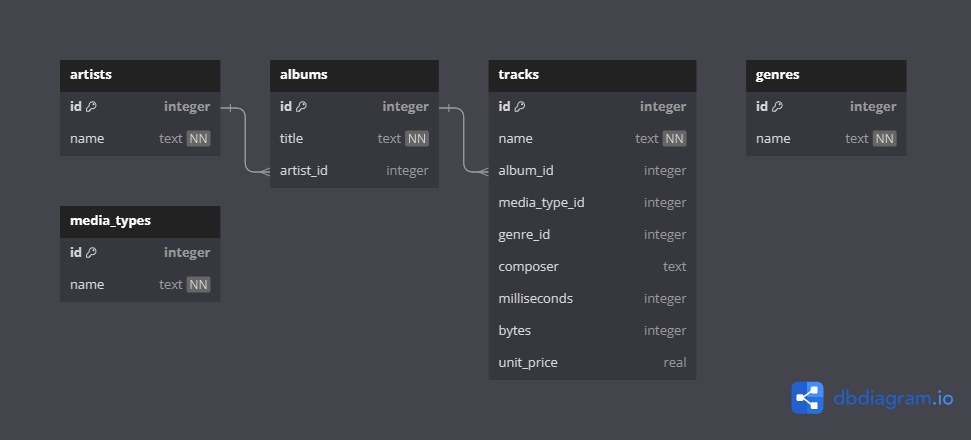 artists
id integer
name text NN
albums
id integer
title text NN
artist_id integer
tracks
id integer
name text NN
album_id integer
media_type_id integer
genre_id integer
composer text
milliseconds integer
bytes integer
unit_price real
genres
id integer
name text NN
media_types
id integer
name text NN
dbdiagram.io